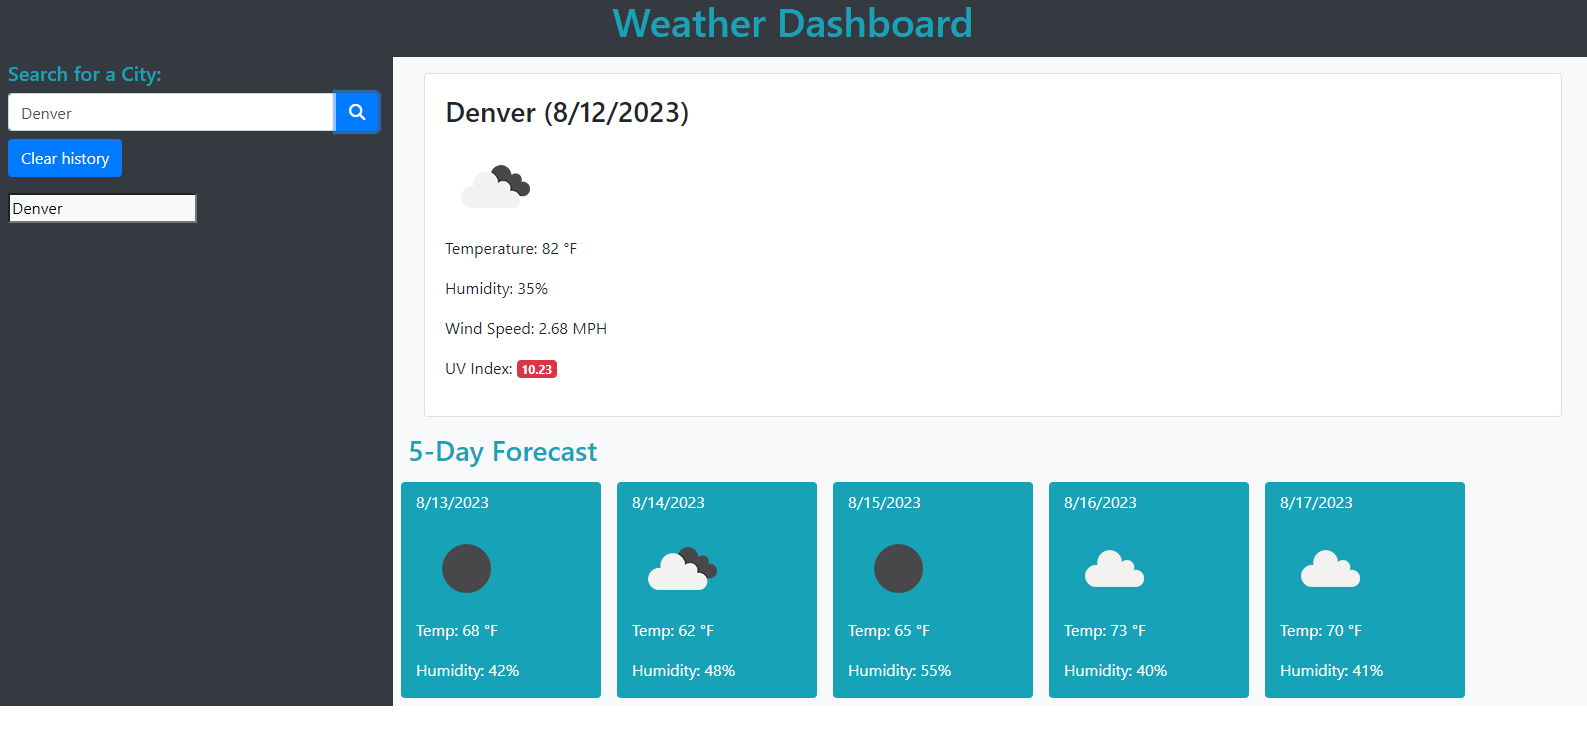 Weather Dashboard
Search for a City:
Denver
Clear history
Denver
Denver (8/12/2023)
Temperature: 82 °F
Humidity: 35%
Wind Speed: 2.68 MPH
UV Index: 10.23
5-Day Forecast
8/13/2023
Temp: 68 °F
Humidity: 42%
8/14/2023
Temp: 62 °F
Humidity: 48%
8/15/2023
Temp: 65 °F
Humidity: 55%
8/16/2023
Temp: 73 °F
Humidity: 40%
8/17/2023
Temp: 70 °F
Humidity: 41%